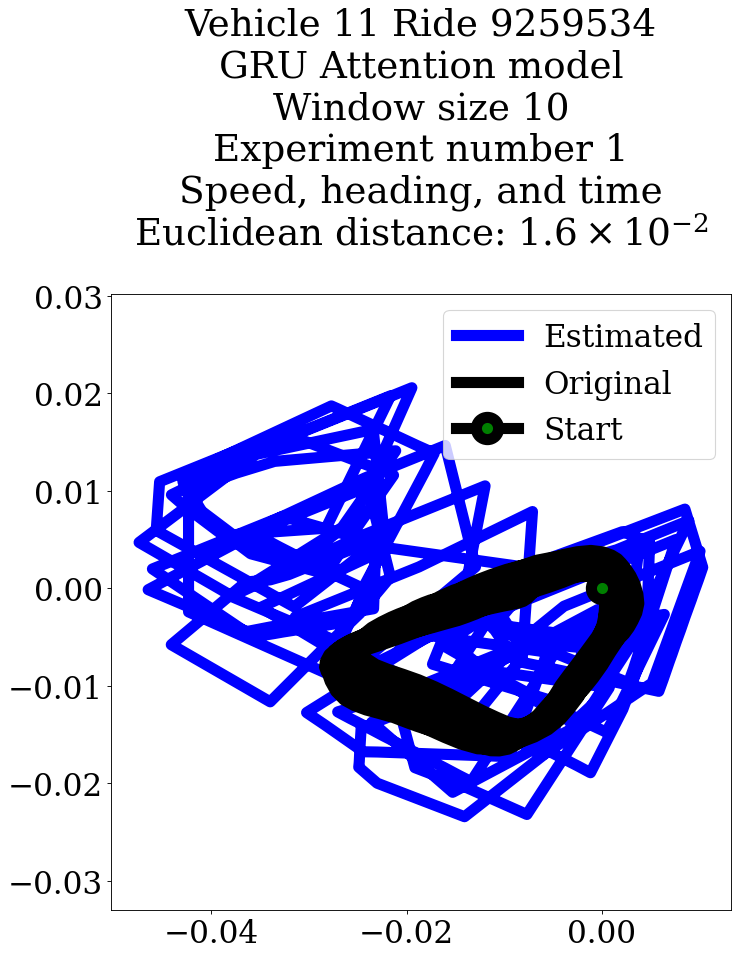 Vehicle 11 Ride 9259534
GRU Attention model
Window size 10
Experiment number 1
Speed, heading, and time
Euclidean distance: 1.6 × 10⁻²
0.03
Estimated
Original
Start
0.02
0.01
0.00
−0.01
−0.02
−0.03
−0.04
−0.02
0.00